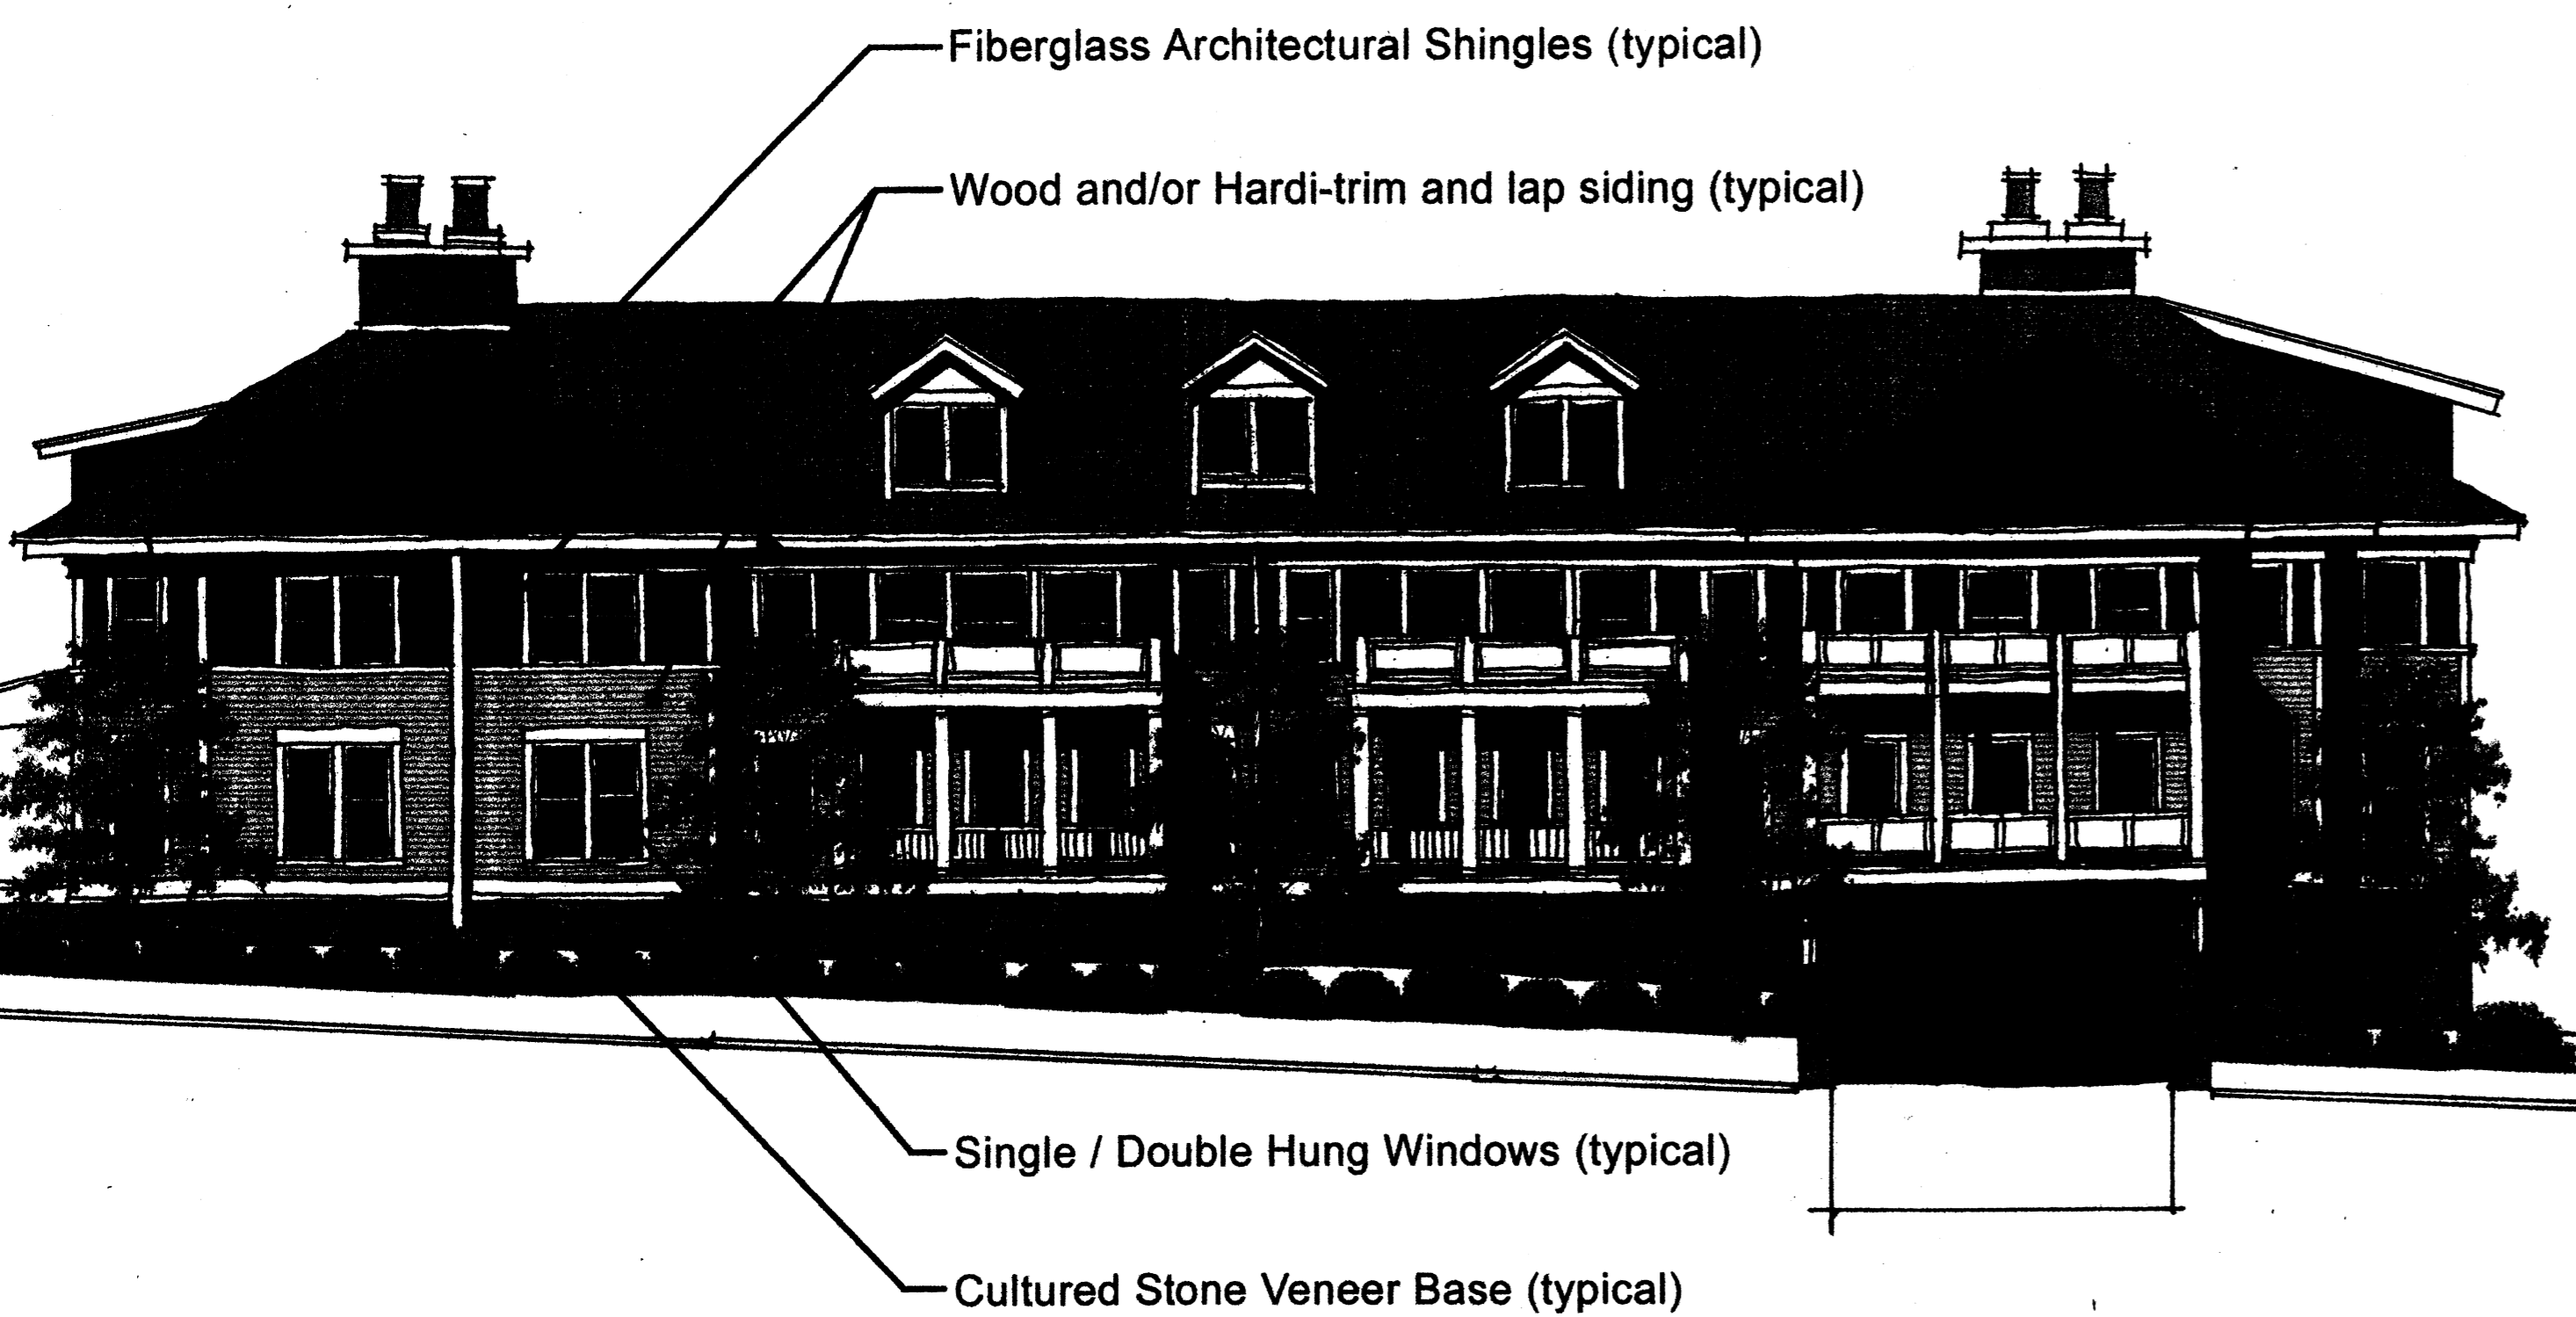 Fiberglass Architectural Shingles (typical)
Wood and/or Hardi-trim and lap siding (typical)
Single / Double Hung Windows (typical)
Cultured Stone Veneer Base (typical)